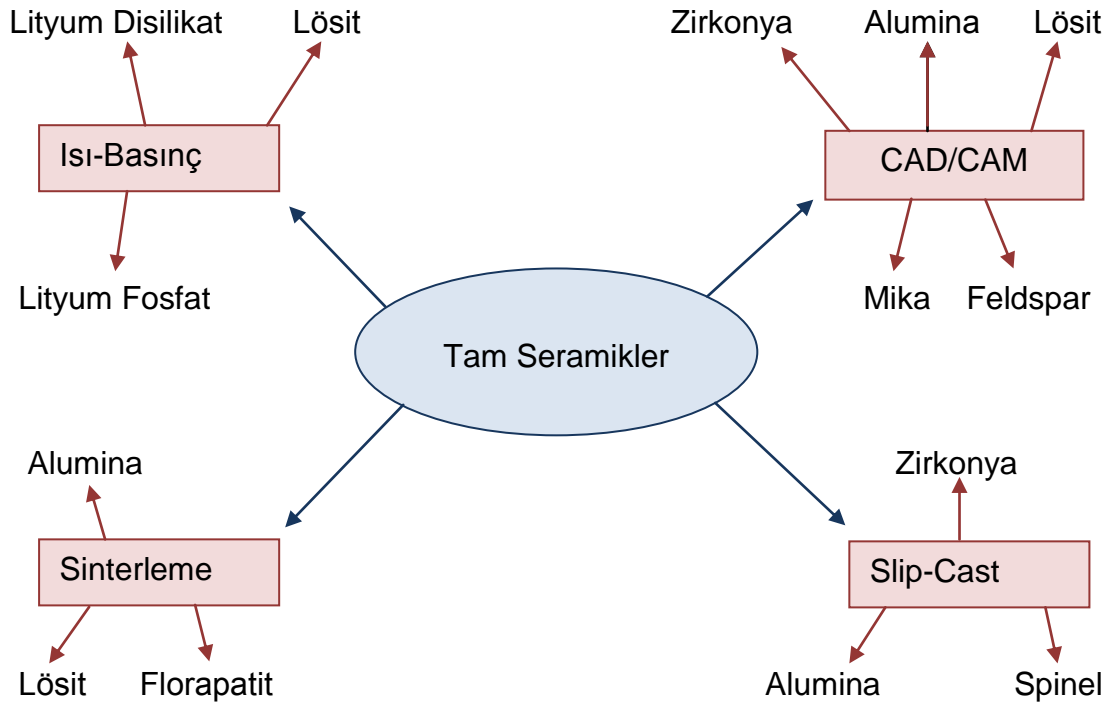 Lityum Disilikat
Lösit
Zirkonya
Alumina
Lösit
Isı-Basınç
CAD/CAM
Lityum Fosfat
Mika
Feldspar
Tam Seramikler
Alumina
Zirkonya
Sinterleme
Slip-Cast
Lösit
Florapatit
Alumina
Spinel